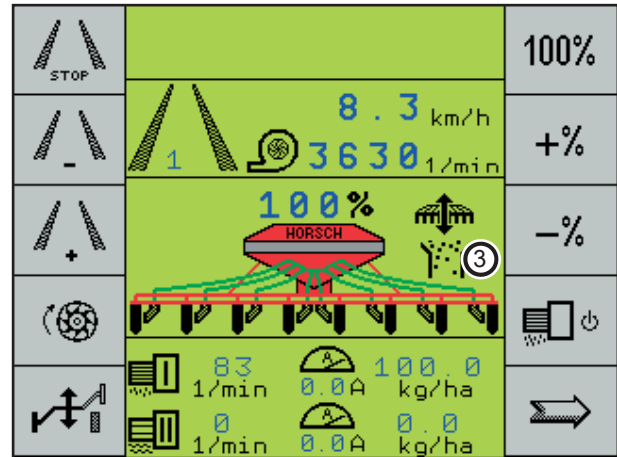 STOP
-
+
8.3 km/h
1
3630 1/min
100%
HORSCH
3
I 83 1/min 0.0A 100.0 kg/ha
A
II 0 1/min 0.0A 0.0 kg/ha
A
100%
+%
-%